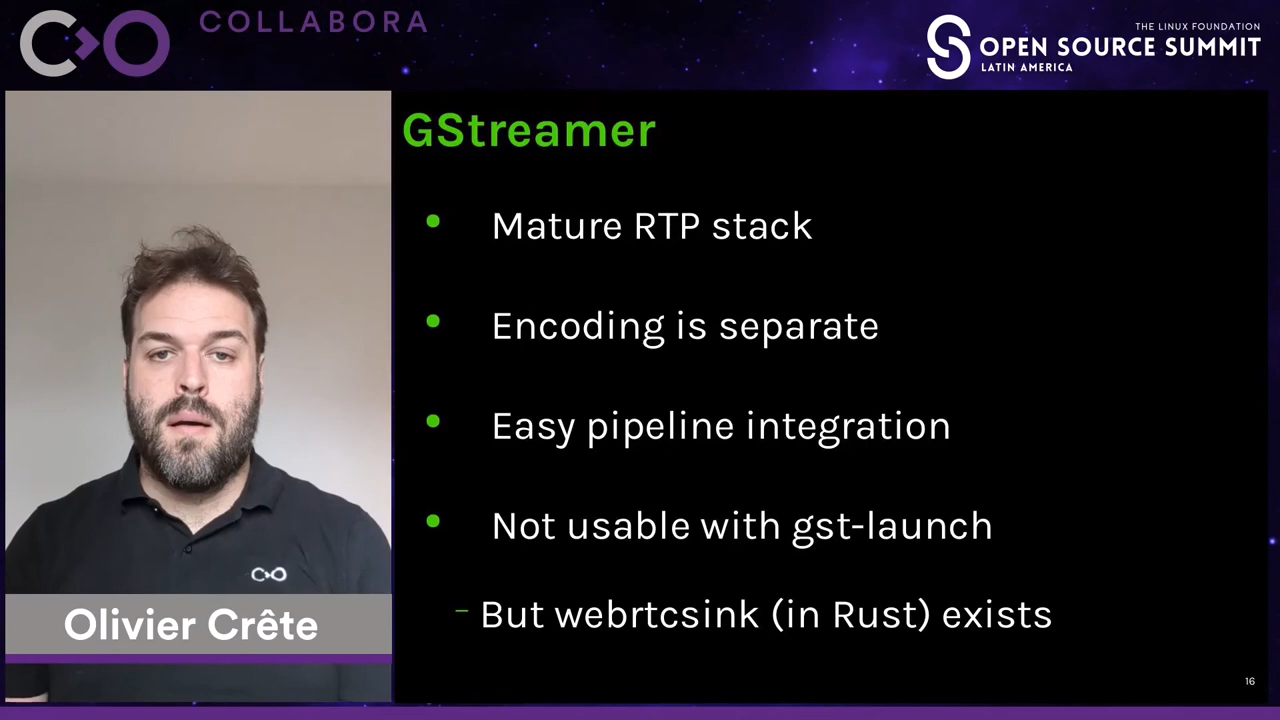 COLLABORA
THE LINUX FOUNDATION
OPEN SOURCE SUMMIT
LATIN AMERICA
GStreamer
• Mature RTP stack
• Encoding is separate
• Easy pipeline integration
• Not usable with gst-launch
– But webrtcsink (in Rust) exists
Olivier Crête
16